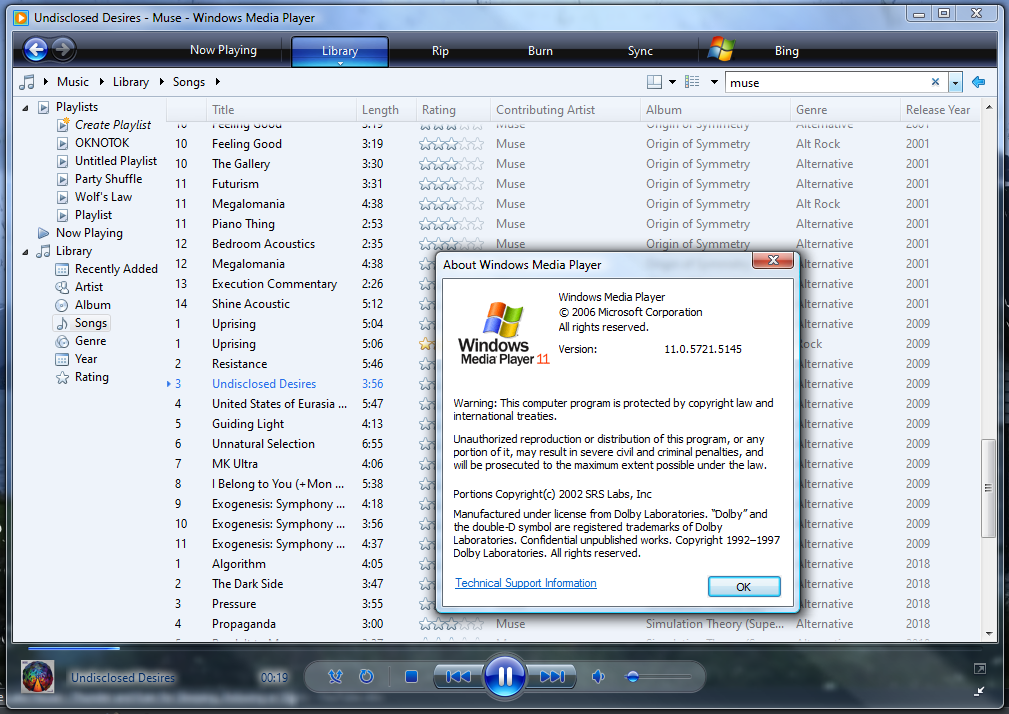 Undisclosed Desires - Muse - Windows Media Player
Now Playing Library Rip Burn Sync Bing
Music Library Songs muse
Playlists
Create Playlist
OKNOTOK
Untitled Playlist
Party Shuffle
Wolf's Law
Playlist
Now Playing
Library
Recently Added
Artist
Album
Songs
Genre
Year
Rating
Title Length Rating Contributing Artist Album Genre Release Year
10 Feeling Good 3:19 Muse Origin of Symmetry Alternative 2001
10 Feeling Good 3:19 Muse Origin of Symmetry Alt Rock 2001
10 The Gallery 3:30 Muse Origin of Symmetry Alternative 2001
11 Futurism 3:31 Muse Origin of Symmetry Alternative 2001
11 Megalomania 4:38 Muse Origin of Symmetry Alt Rock 2001
11 Piano Thing 2:53 Muse Origin of Symmetry Alternative 2001
12 Bedroom Acoustics 2:35 Muse Origin of Symmetry Alternative 2001
12 Megalomania 4:38 Alternative 2001
13 Execution Commentary 2:26 Alternative 2001
14 Shine Acoustic 5:12 Alternative 2001
1 Uprising 5:04 Alternative 2009
1 Uprising 5:06 Rock 2009
2 Resistance 5:46 Alternative 2009
3 Undisclosed Desires 3:56 Alternative 2009
4 United States of Eurasia ... 5:47 Alternative 2009
5 Guiding Light 4:13 Alternative 2009
6 Unnatural Selection 6:55 Alternative 2009
7 MK Ultra 4:06 Alternative 2009
8 I Belong to You (+Mon ... 5:38 Alternative 2009
9 Exogenesis: Symphony ... 4:18 Alternative 2009
10 Exogenesis: Symphony ... 3:56 Alternative 2009
11 Exogenesis: Symphony ... 4:37 Alternative 2009
1 Algorithm 4:05 Alternative 2018
2 The Dark Side 3:47 Alternative 2018
3 Pressure 3:55 Alternative 2018
4 Propaganda 3:00 Muse Simulation Theory (Supe... Alternative 2018
About Windows Media Player
Windows Media Player 11
Windows Media Player
© 2006 Microsoft Corporation
All rights reserved.
Version: 11.0.5721.5145
Warning: This computer program is protected by copyright law and
international treaties.
Unauthorized reproduction or distribution of this program, or any
portion of it, may result in severe civil and criminal penalties, and
will be prosecuted to the maximum extent possible under the law.
Portions Copyright(c) 2002 SRS Labs, Inc
Manufactured under license from Dolby Laboratories. "Dolby" and
the double-D symbol are registered trademarks of Dolby
Laboratories. Confidential unpublished works. Copyright 1992–1997
Dolby Laboratories. All rights reserved.
Technical Support Information
OK
Undisclosed Desires 00:19